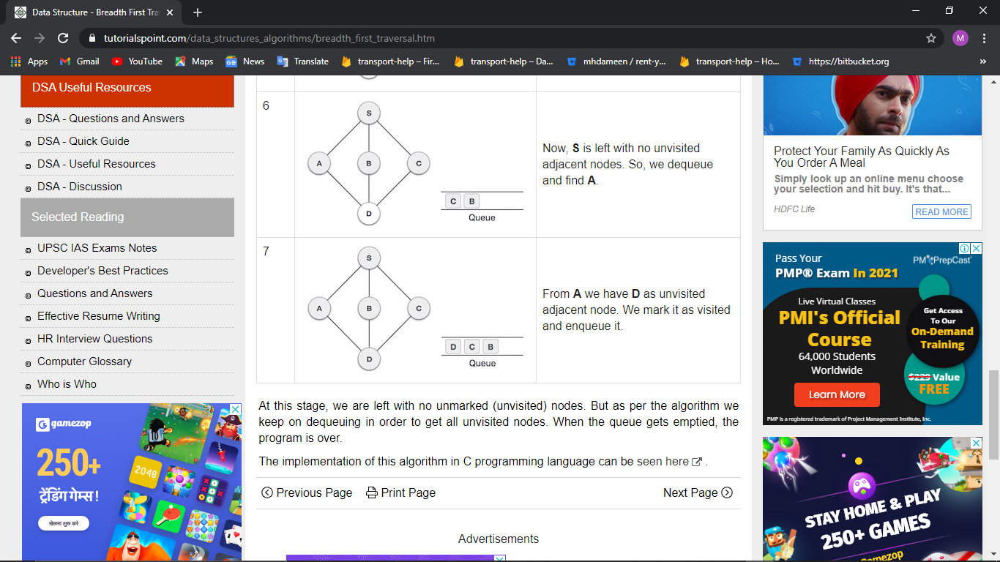 Data Structure - Breadth First Tra
tutorialspoint.com/data_structures_algorithms/breadth_first_traversal.htm
M
Apps
Gmail
YouTube
Maps
News
Translate
transport-help – Fir...
transport-help – Da...
mhdameen / rent-y...
transport-help – Ho...
https://bitbucket.org
»
DSA Useful Resources
DSA - Questions and Answers
DSA - Quick Guide
DSA - Useful Resources
DSA - Discussion
Selected Reading
UPSC IAS Exams Notes
Developer's Best Practices
Questions and Answers
Effective Resume Writing
HR Interview Questions
Computer Glossary
Who is Who
gamezop
250+
ट्रेंडिंग गेम्स !
खेलना शुरू करे
2048
10
6
S
A
B
C
D
C B
Queue
Now, S is left with no unvisited
adjacent nodes. So, we dequeue
and find A.
7
S
A
B
C
D
D C B
Queue
From A we have D as unvisited
adjacent node. We mark it as visited
and enqueue it.
At this stage, we are left with no unmarked (unvisited) nodes. But as per the algorithm we
keep on dequeuing in order to get all unvisited nodes. When the queue gets emptied, the
program is over.
The implementation of this algorithm in C programming language can be seen here .
Previous Page
Print Page
Next Page
Advertisements
Protect Your Family As Quickly As
You Order A Meal
Simply look up an online menu choose
your selection and hit buy. It's that...
HDFC Life
READ MORE
Pass Your
PMP® Exam In 2021
PM PrepCast
Live Virtual Classes
PMI's Official
Course
64,000 Students
Worldwide
Learn More
Get Access
To Our
On-Demand
Training
$229 Value
FREE
PMP is a registered trademark of Project Management Institute, Inc.
STAY HOME & PLAY
250+ GAMES
Gamezop